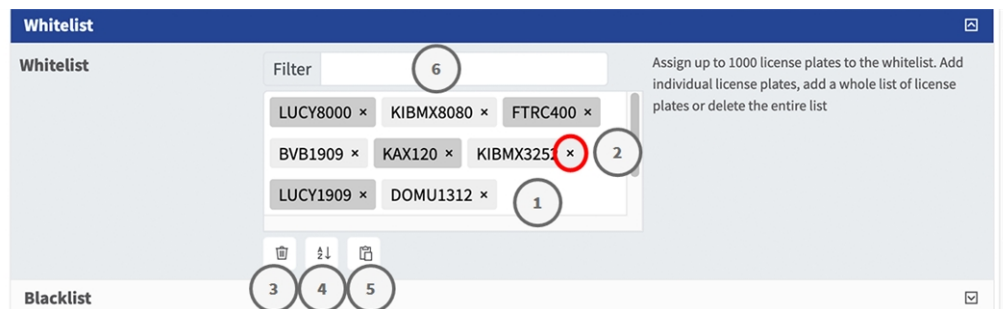 Whitelist
Whitelist
Filter
6
Assign up to 1000 license plates to the whitelist. Add
individual license plates, add a whole list of license
plates or delete the entire list
LUCY8000 × KIBMX8080 × FTRC400 ×
BVB1909 × KAX120 × KIBMX3252 × 2
LUCY1909 × DOMU1312 × 1
3 4 5
Blacklist